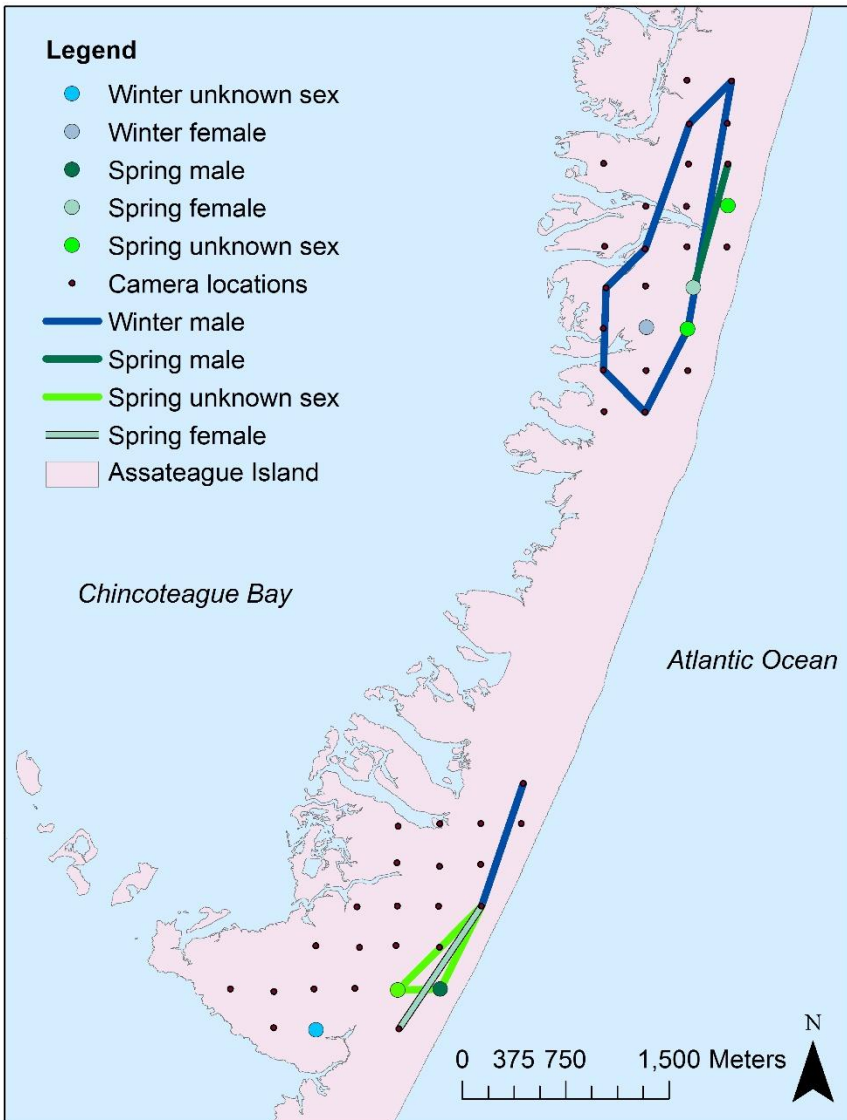 Legend
Winter unknown sex
Winter female
Spring male
Spring female
Spring unknown sex
Camera locations
Winter male
Spring male
Spring unknown sex
Spring female
Assateague Island
Chincoteague Bay
Atlantic Ocean
N
0 375 750 1,500 Meters